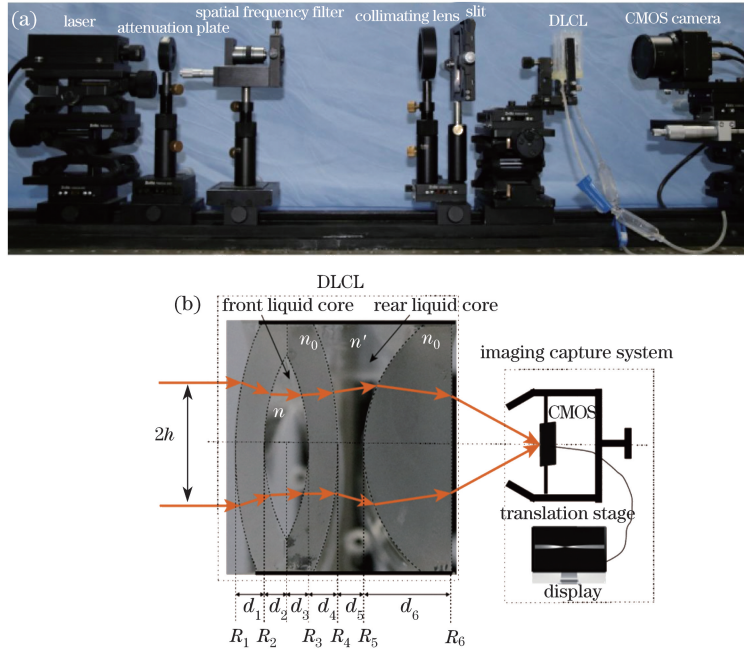 (a)
laser
attenuation plate
spatial frequency filter
collimating lens
slit
DLCL
CMOS camera
(b)
DLCL
front liquid core
rear liquid core
n₀
n′
n₀
n
2h
imaging capture system
CMOS
translation stage
display
d₁ d₂ d₃ d₄ d₅ d₆
R₁ R₂ R₃ R₄ R₅ R₆